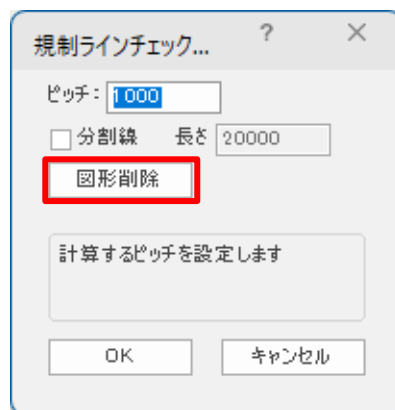 規制ラインチェック... ? ×
ピッチ: 1000
分割線 長さ 20000
図形削除
計算するピッチを設定します
OK キャンセル